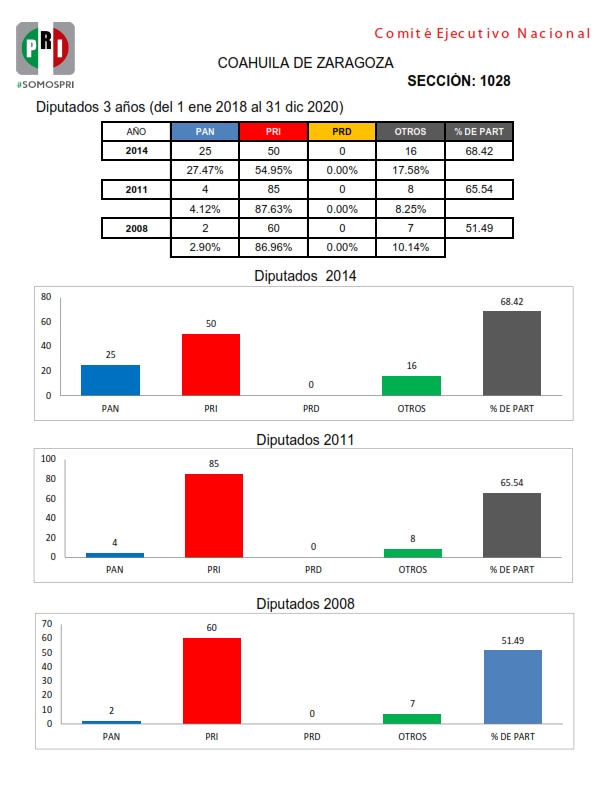 Comité Ejecutivo Nacional
PRI
#SOMOSPRI
COAHUILA DE ZARAGOZA
SECCIÓN: 1028
Diputados 3 años (del 1 ene 2018 al 31 dic 2020)
AÑO PAN PRI PRD OTROS % DE PART
2014 25 50 0 16 68.42
27.47% 54.95% 0.00% 17.58%
2011 4 85 0 8 65.54
4.12% 87.63% 0.00% 8.25%
2008 2 60 0 7 51.49
2.90% 86.96% 0.00% 10.14%
Diputados 2014
80
60
40
20
0
25
50
0
16
68.42
PAN PRI PRD OTROS % DE PART
Diputados 2011
100
80
60
40
20
0
4
85
0
8
65.54
PAN PRI PRD OTROS % DE PART
Diputados 2008
70
60
50
40
30
20
10
0
2
60
0
7
51.49
PAN PRI PRD OTROS % DE PART